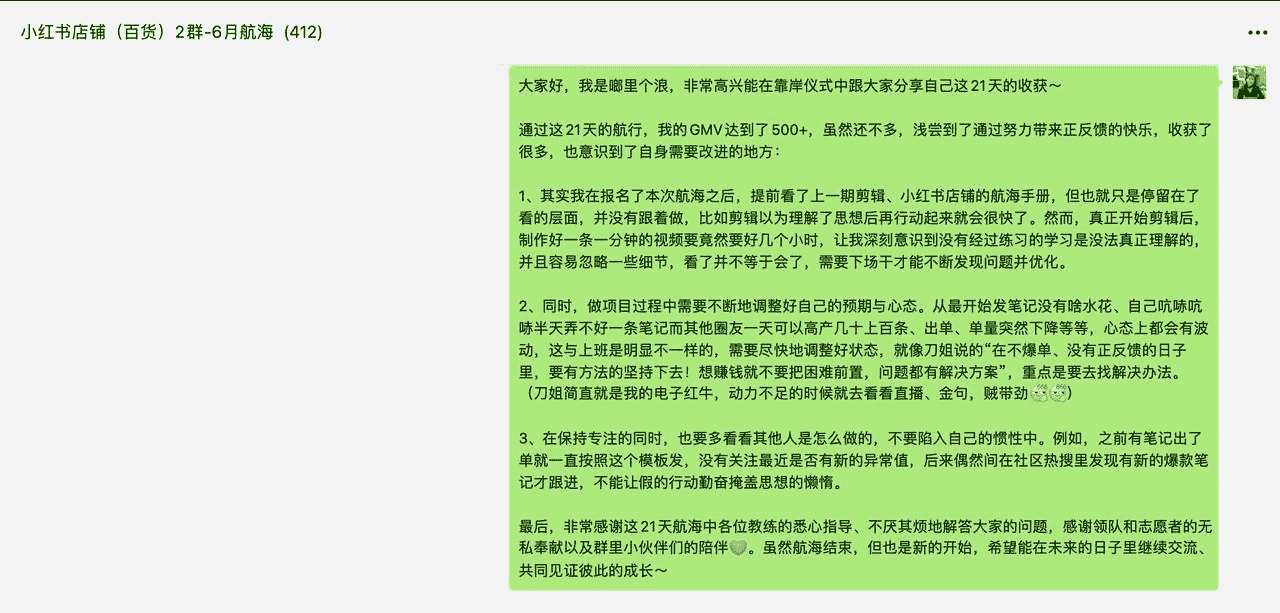 小红书店铺（百货）2群-6月航海 (412)
大家好，我是啷里个浪，非常高兴能在靠岸仪式中跟大家分享自己这21天的收获～
通过这21天的航行，我的GMV达到了500+，虽然还不多，浅尝到了通过努力带来正反馈的快乐，收获了
很多，也意识到了自身需要改进的地方：
1、其实我在报名了本次航海之后，提前看了上一期剪辑、小红书店铺的航海手册，但也就只是停留在了
看的层面，并没有跟着做，比如剪辑以为理解了思想后再行动起来就会很快了。然而，真正开始剪辑后，
制作好一条一分钟的视频要竟然要好几个小时，让我深刻意识到没有经过练习的学习是没法真正理解的，
并且容易忽略一些细节，看了并不等于会了，需要下场干才能不断发现问题并优化。
2、同时，做项目过程中需要不断地调整好自己的预期与心态。从最开始发笔记没有啥水花、自己吭哧吭
哧半天弄不好一条笔记而其他圈友一天可以高产几十上百条、出单、单量突然下降等等，心态上都会有波
动，这与上班是明显不一样的，需要尽快地调整好状态，就像刀姐说的“在不爆单、没有正反馈的日子
里，要有方法的坚持下去！想赚钱就不要把困难前置，问题都有解决方案”，重点是要去找解决办法。
（刀姐简直就是我的电子红牛，动力不足的时候就去看看直播、金句，贼带劲）
3、在保持专注的同时，也要多看看其他人是怎么做的，不要陷入自己的惯性中。例如，之前有笔记出了
单就一直按照这个模板发，没有关注最近是否有新的异常值，后来偶然间在社区热搜里发现有新的爆款笔
记才跟进，不能让假的行动勤奋掩盖思想的懒惰。
最后，非常感谢这21天航海中各位教练的悉心指导、不厌其烦地解答大家的问题，感谢领队和志愿者的无
私奉献以及群里小伙伴们的陪伴。虽然航海结束，但也是新的开始，希望能在未来的日子里继续交流、
共同见证彼此的成长～